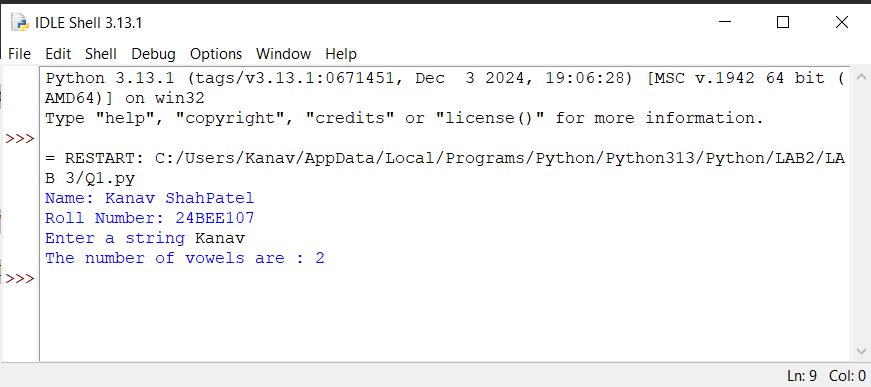 IDLE Shell 3.13.1
File Edit Shell Debug Options Window Help
Python 3.13.1 (tags/v3.13.1:0671451, Dec  3 2024, 19:06:28) [MSC v.1942 64 bit (
AMD64)] on win32
Type "help", "copyright", "credits" or "license()" for more information.
>>>
= RESTART: C:/Users/Kanav/AppData/Local/Programs/Python/Python313/Python/LAB2/LA
B 3/Q1.py
Name: Kanav ShahPatel
Roll Number: 24BEE107
Enter a string Kanav
The number of vowels are : 2
>>>
Ln: 9 Col: 0